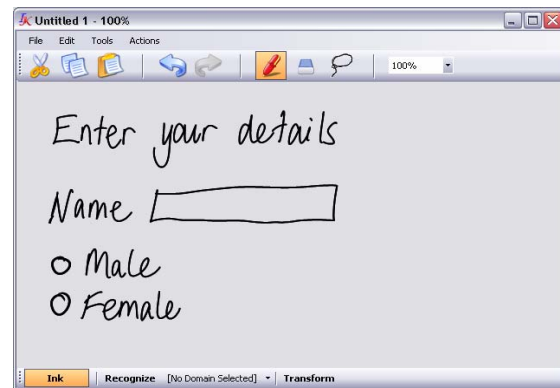 Untitled 1 - 100%
File Edit Tools Actions
100%
Enter your details
Name
Male
Female
Ink Recognize [No Domain Selected] Transform